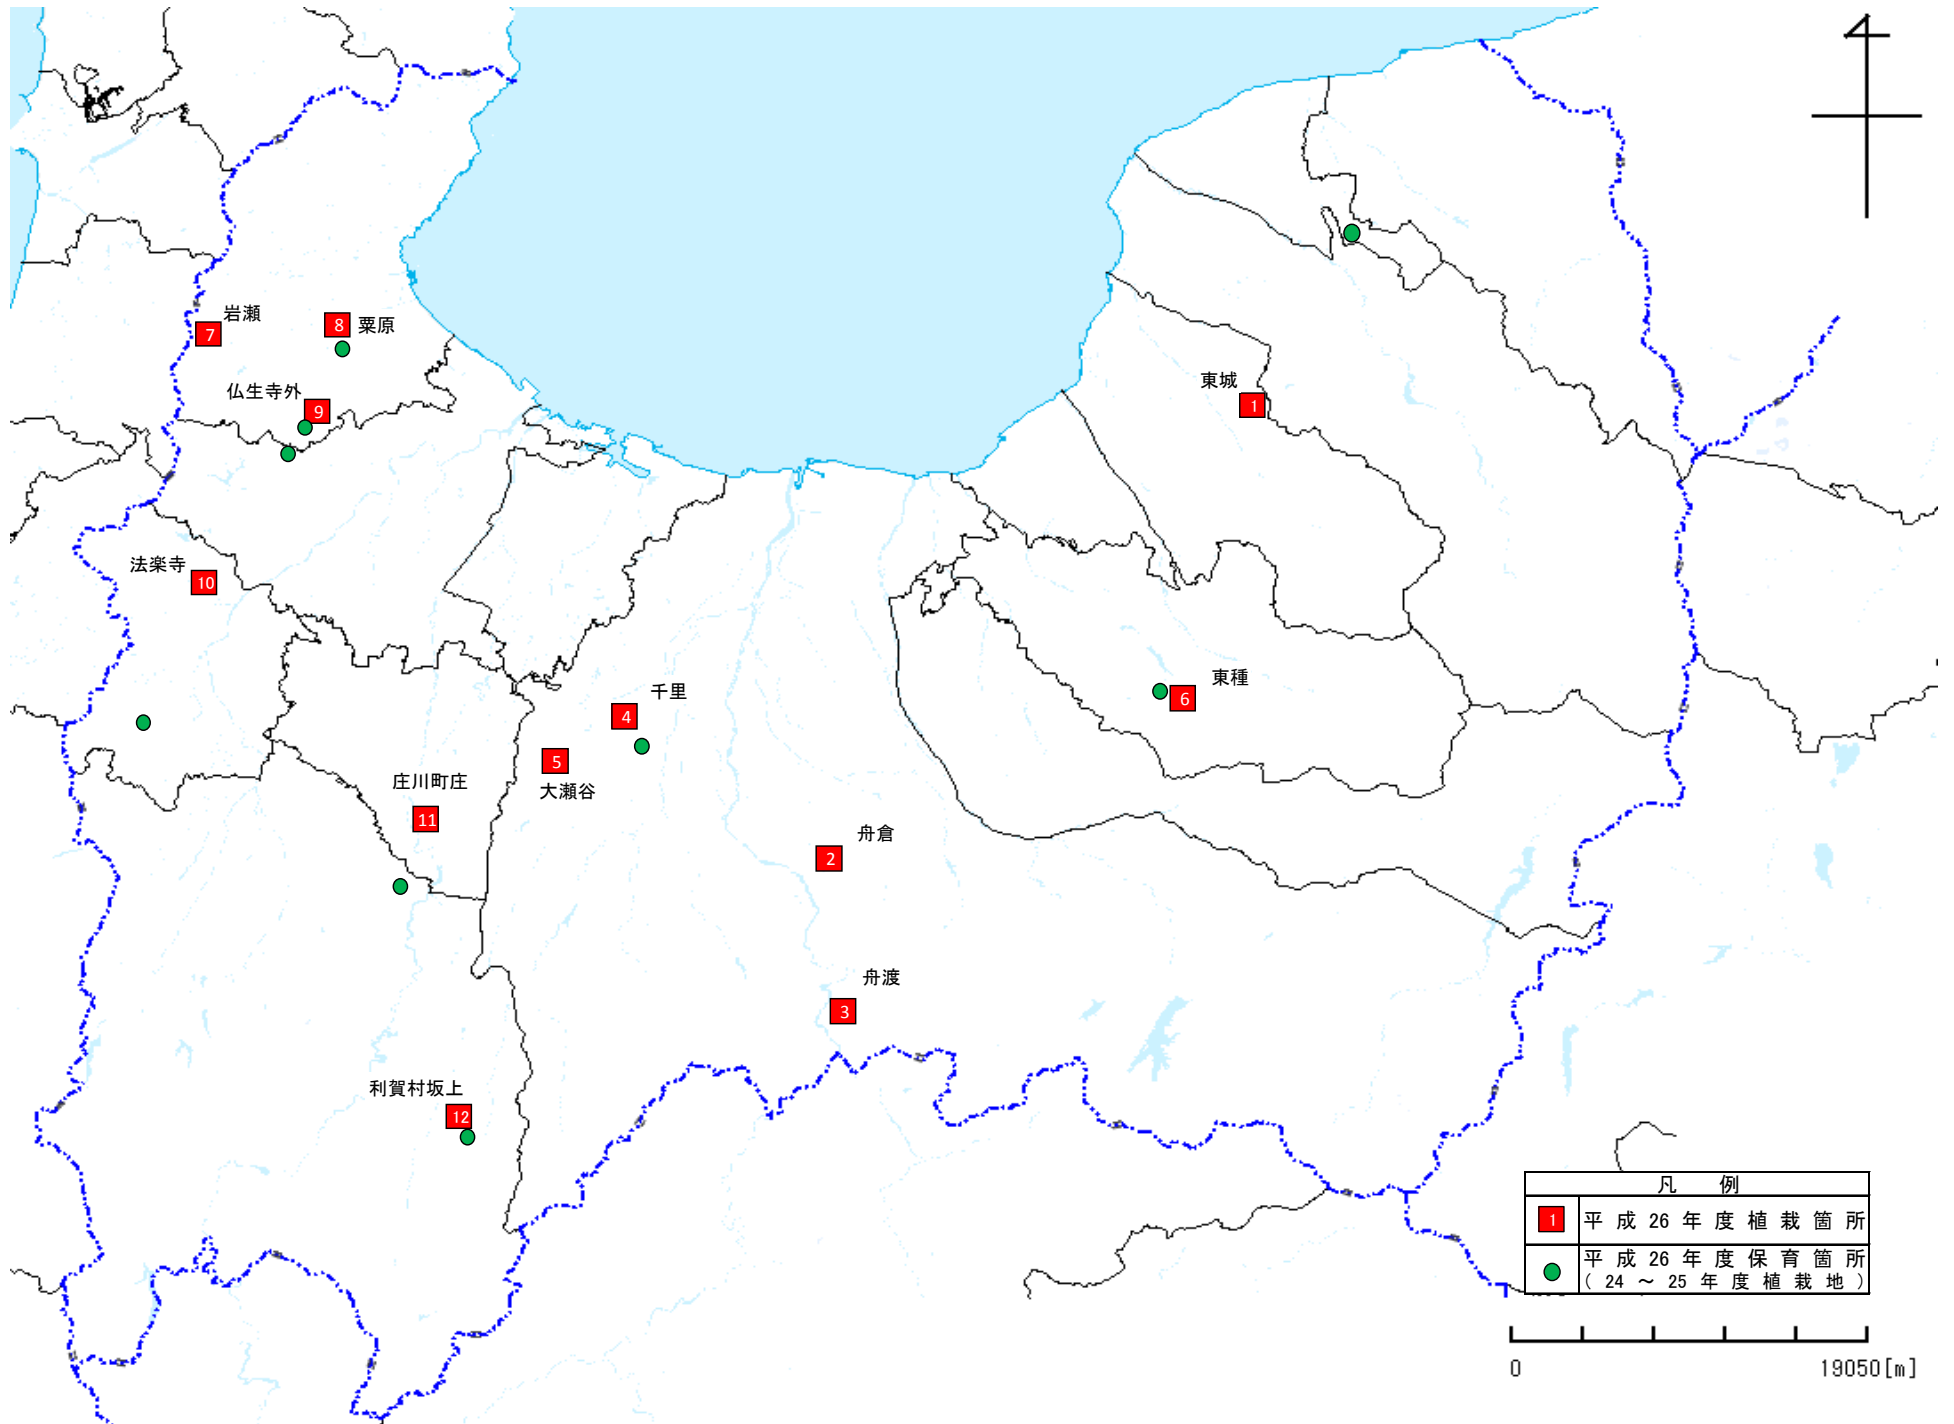 岩瀬
7
8
粟原
仏生寺外
9
東城
1
法楽寺
10
千里
4
東種
6
5
大瀬谷
庄川町庄
11
舟倉
2
舟渡
3
利賀村坂上
12
凡 例
1 平成26年度植栽箇所
平成26年度保育箇所
(24～25年度植栽地)
0 19050[m]